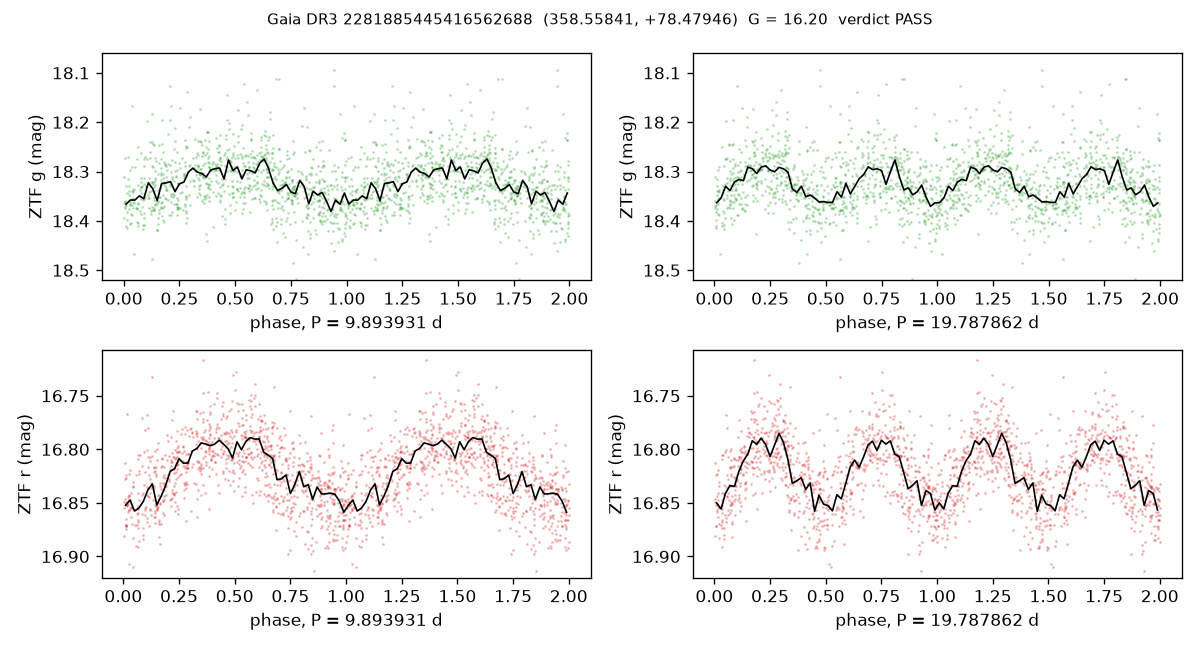 Gaia DR3 2281885445416562688  (358.55841, +78.47946)  G = 16.20  verdict PASS
ZTF g (mag)
18.1
18.2
18.3
18.4
18.5
0.00 0.25 0.50 0.75 1.00 1.25 1.50 1.75 2.00
phase, P = 9.893931 d
ZTF g (mag)
18.1
18.2
18.3
18.4
18.5
0.00 0.25 0.50 0.75 1.00 1.25 1.50 1.75 2.00
phase, P = 19.787862 d
ZTF r (mag)
16.75
16.80
16.85
16.90
0.00 0.25 0.50 0.75 1.00 1.25 1.50 1.75 2.00
phase, P = 9.893931 d
ZTF r (mag)
16.75
16.80
16.85
16.90
0.00 0.25 0.50 0.75 1.00 1.25 1.50 1.75 2.00
phase, P = 19.787862 d